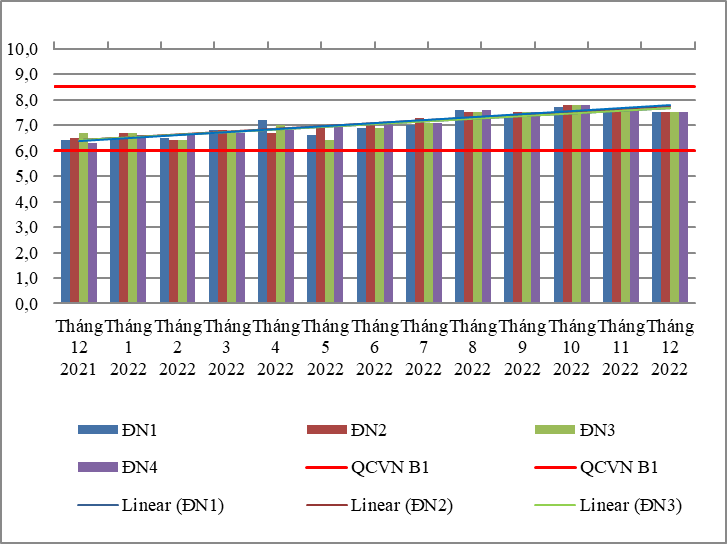 10,0
9,0
8,0
7,0
6,0
5,0
4,0
3,0
2,0
1,0
0,0
Tháng Tháng Tháng Tháng Tháng Tháng Tháng Tháng Tháng Tháng Tháng Tháng Tháng
12 1 2 3 4 5 6 7 8 9 10 11 12
2021 2022 2022 2022 2022 2022 2022 2022 2022 2022 2022 2022 2022
ĐN1 ĐN2 ĐN3
ĐN4 QCVN B1 QCVN B1
Linear (ĐN1) Linear (ĐN2) Linear (ĐN3)